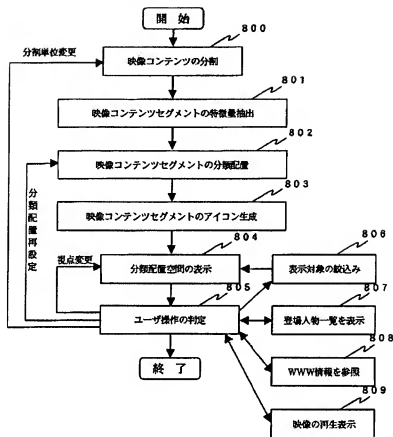 開始
800
分割単位変更
映像コンテンツの分割
801
映像コンテンツセグメントの特徴量抽出
802
映像コンテンツセグメントの分類配置
803
分類配置再設定
映像コンテンツセグメントのアイコン生成
804
806
視点変更
分類配置空間の表示
表示対象の絞込み
805
807
ユーザ操作の判定
登場人物一覧を表示
808
終了
WWW情報を参照
809
映像の再生表示